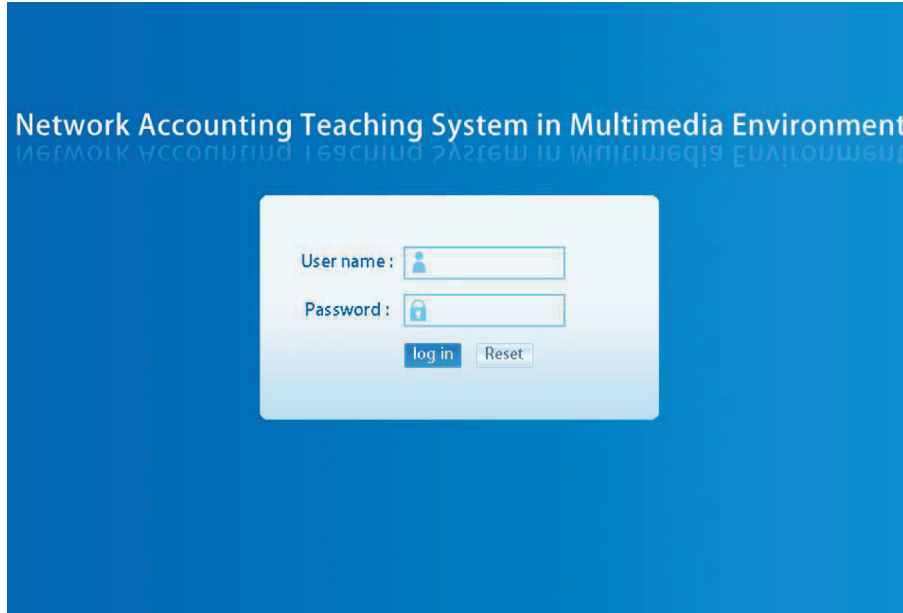 Network Accounting Teaching System in Multimedia Environment
User name :
Password :
log in Reset